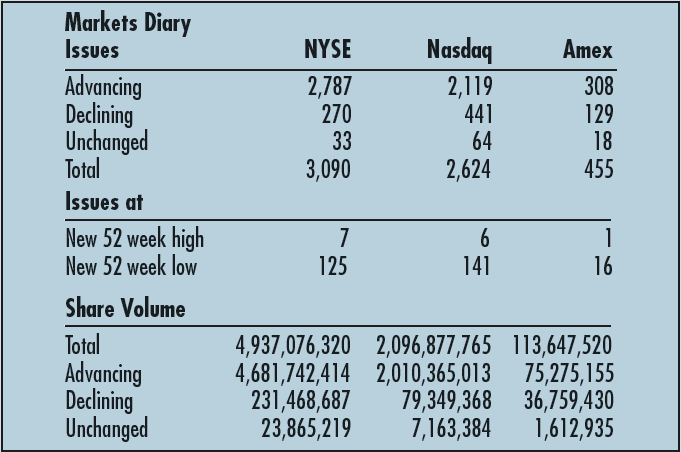 Markets Diary
Issues NYSE Nasdaq Amex
Advancing 2,787 2,119 308
Declining 270 441 129
Unchanged 33 64 18
Total 3,090 2,624 455
Issues at
New 52 week high 7 6 1
New 52 week low 125 141 16
Share Volume
Total 4,937,076,320 2,096,877,765 113,647,520
Advancing 4,681,742,414 2,010,365,013 75,275,155
Declining 231,468,687 79,349,368 36,759,430
Unchanged 23,865,219 7,163,384 1,612,935